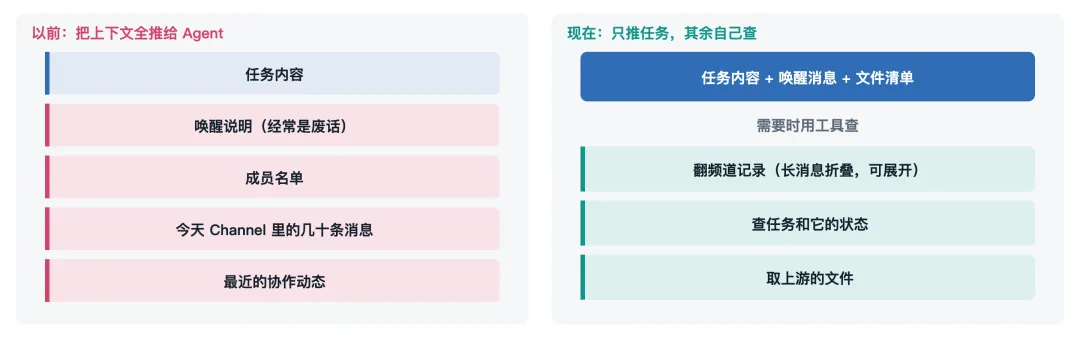 以前：把上下文全推给 Agent
任务内容
唤醒说明（经常是废话）
成员名单
今天 Channel 里的几十条消息
最近的协作动态
现在：只推任务，其余自己查
任务内容 + 唤醒消息 + 文件清单
需要时用工具查
翻频道记录（长消息折叠，可展开）
查任务和它的状态
取上游的文件